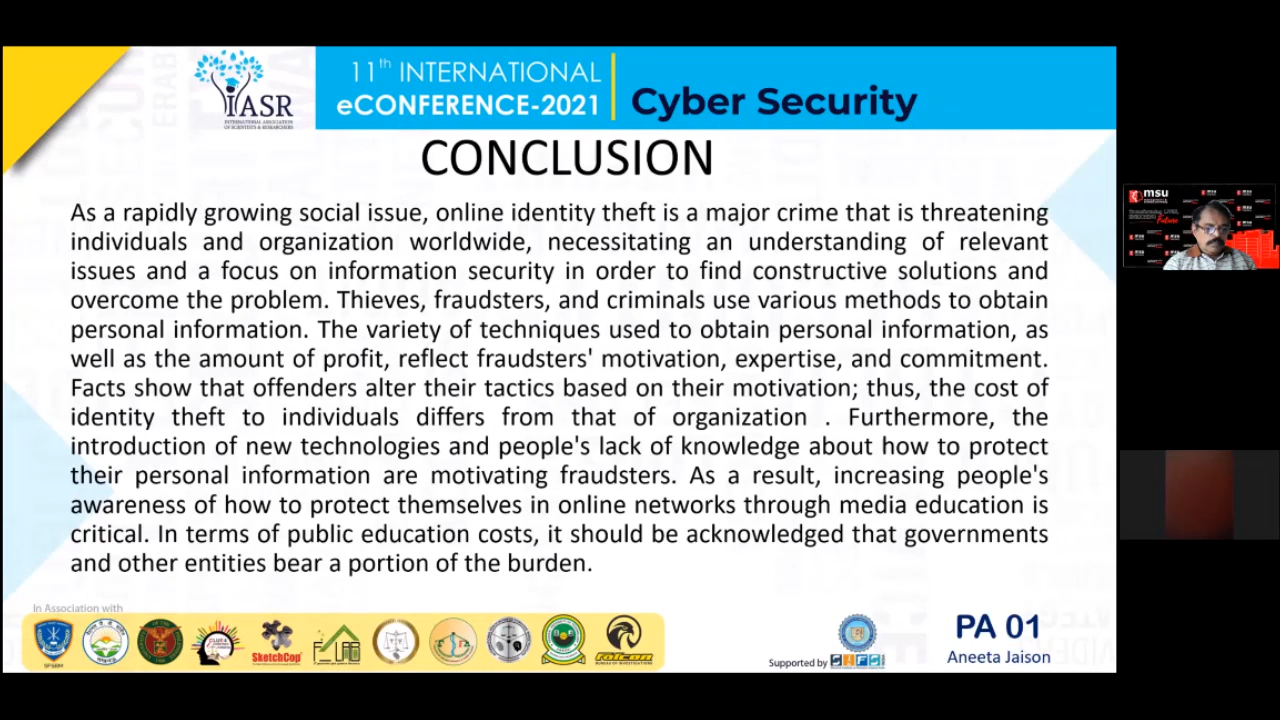 IASR
INTERNATIONAL ASSOCIATION
OF SCIENTISTS & RESEARCHERS
11th INTERNATIONAL
eCONFERENCE-2021
Cyber Security
CONCLUSION
As a rapidly growing social issue, online identity theft is a major crime that is threatening
individuals and organization worldwide, necessitating an understanding of relevant
issues and a focus on information security in order to find constructive solutions and
overcome the problem. Thieves, fraudsters, and criminals use various methods to obtain
personal information. The variety of techniques used to obtain personal information, as
well as the amount of profit, reflect fraudsters' motivation, expertise, and commitment.
Facts show that offenders alter their tactics based on their motivation; thus, the cost of
identity theft to individuals differs from that of organization . Furthermore, the
introduction of new technologies and people's lack of knowledge about how to protect
their personal information are motivating fraudsters. As a result, increasing people's
awareness of how to protect themselves in online networks through media education is
critical. In terms of public education costs, it should be acknowledged that governments
and other entities bear a portion of the burden.
In Association with
SketchCop
falcon
BUREAU OF INVESTIGATIONS
Supported by SIFS
PA 01
Aneeta Jaison
msu
Future